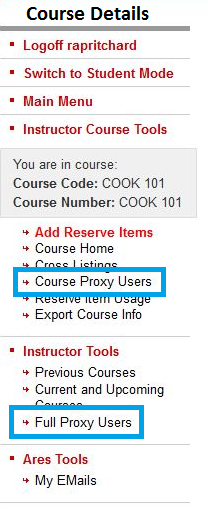 Course Details
Logoff rapritchard
Switch to Student Mode
Main Menu
Instructor Course Tools
You are in course:
Course Code: COOK 101
Course Number: COOK 101
Add Reserve Items
Course Home
Cross Listings
Course Proxy Users
Reserve Item Usage
Export Course Info
Instructor Tools
Previous Courses
Current and Upcoming
Courses
Full Proxy Users
Ares Tools
My EMails